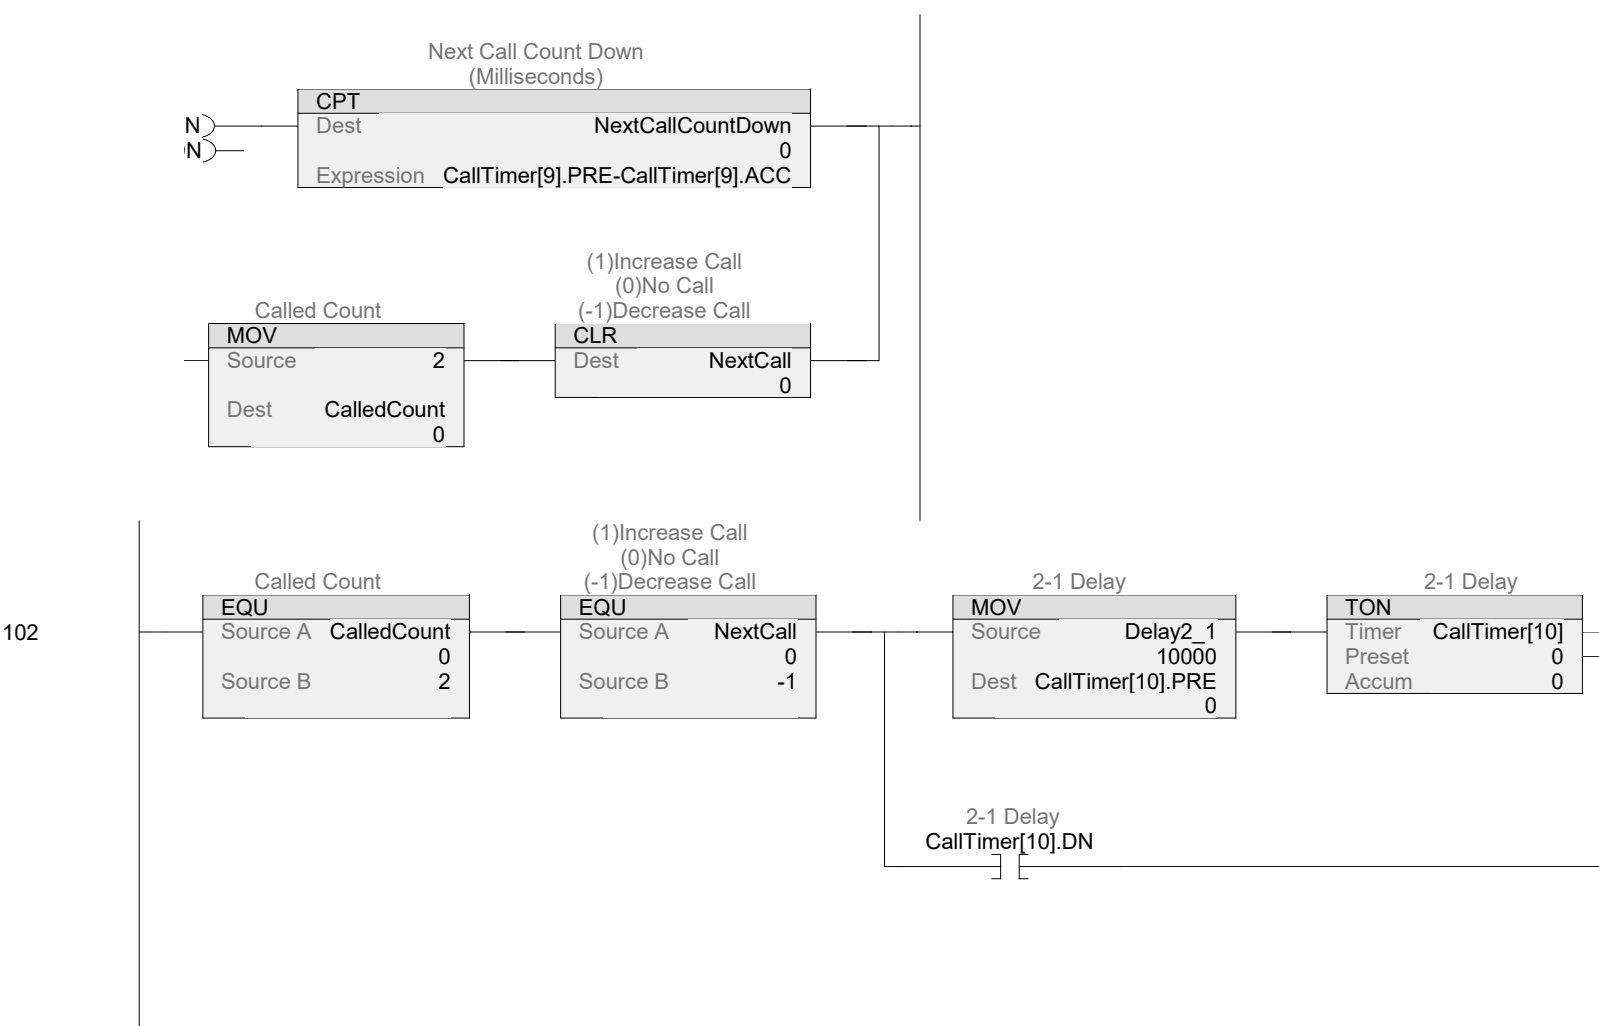 Next Call Count Down
(Milliseconds)
CPT
N
Dest NextCallCountDown
N
0
Expression CallTimer[9].PRE-CallTimer[9].ACC
(1)Increase Call
(0)No Call
Called Count (-1)Decrease Call
MOV CLR
Source 2 Dest NextCall
0
Dest CalledCount
0
(1)Increase Call
(0)No Call
Called Count (-1)Decrease Call 2-1 Delay 2-1 Delay
EQU EQU MOV TON
102 Source A CalledCount Source A NextCall Source Delay2_1 Timer CallTimer[10]
0 0 10000 Preset 0
Source B 2 Source B -1 Dest CallTimer[10].PRE Accum 0
0
2-1 Delay
CallTimer[10].DN